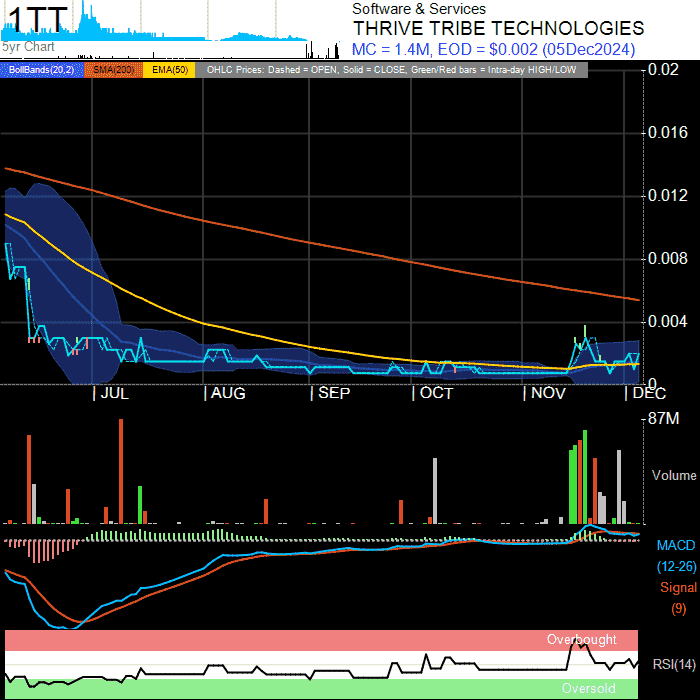 1TT
5yr Chart
Software & Services
THRIVE TRIBE TECHNOLOGIES
MC = 1.4M, EOD = $0.002 (05Dec2024)
BollBands(20,2) SMA(200) EMA(50) OHLC Prices: Dashed = OPEN, Solid = CLOSE, Green/Red bars = Intra-day HIGH/LOW
0.02
0.016
0.012
0.008
0.004
0
JUL AUG SEP OCT NOV DEC
87M
Volume
MACD
(12-26)
Signal
(9)
Overbought
RSI(14)
Oversold